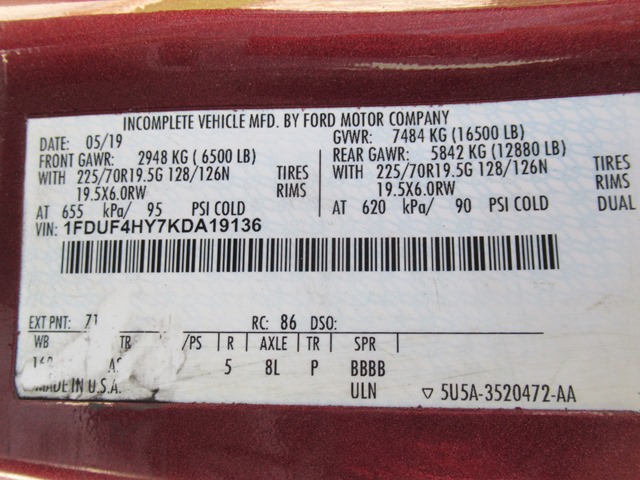 INCOMPLETE VEHICLE MFD. BY FORD MOTOR COMPANY
DATE: 05/19 GVWR: 7484 KG (16500 LB)
FRONT GAWR: 2948 KG ( 6500 LB) REAR GAWR: 5842 KG (12880 LB)
WITH 225/70R19.5G 128/126N TIRES WITH 225/70R19.5G 128/126N TIRES
19.5X6.0RW RIMS 19.5X6.0RW RIMS
AT 655 kPa/ 95 PSI COLD AT 620 kPa/ 90 PSI COLD DUAL
VIN: 1FDUF4HY7KDA19136
EXT PNT: RC: 86 DSO:
WB TR /PS R AXLE TR SPR
5 8L P BBBB
MADE IN U.S.A. ULN ▽ 5U5A-3520472-AA